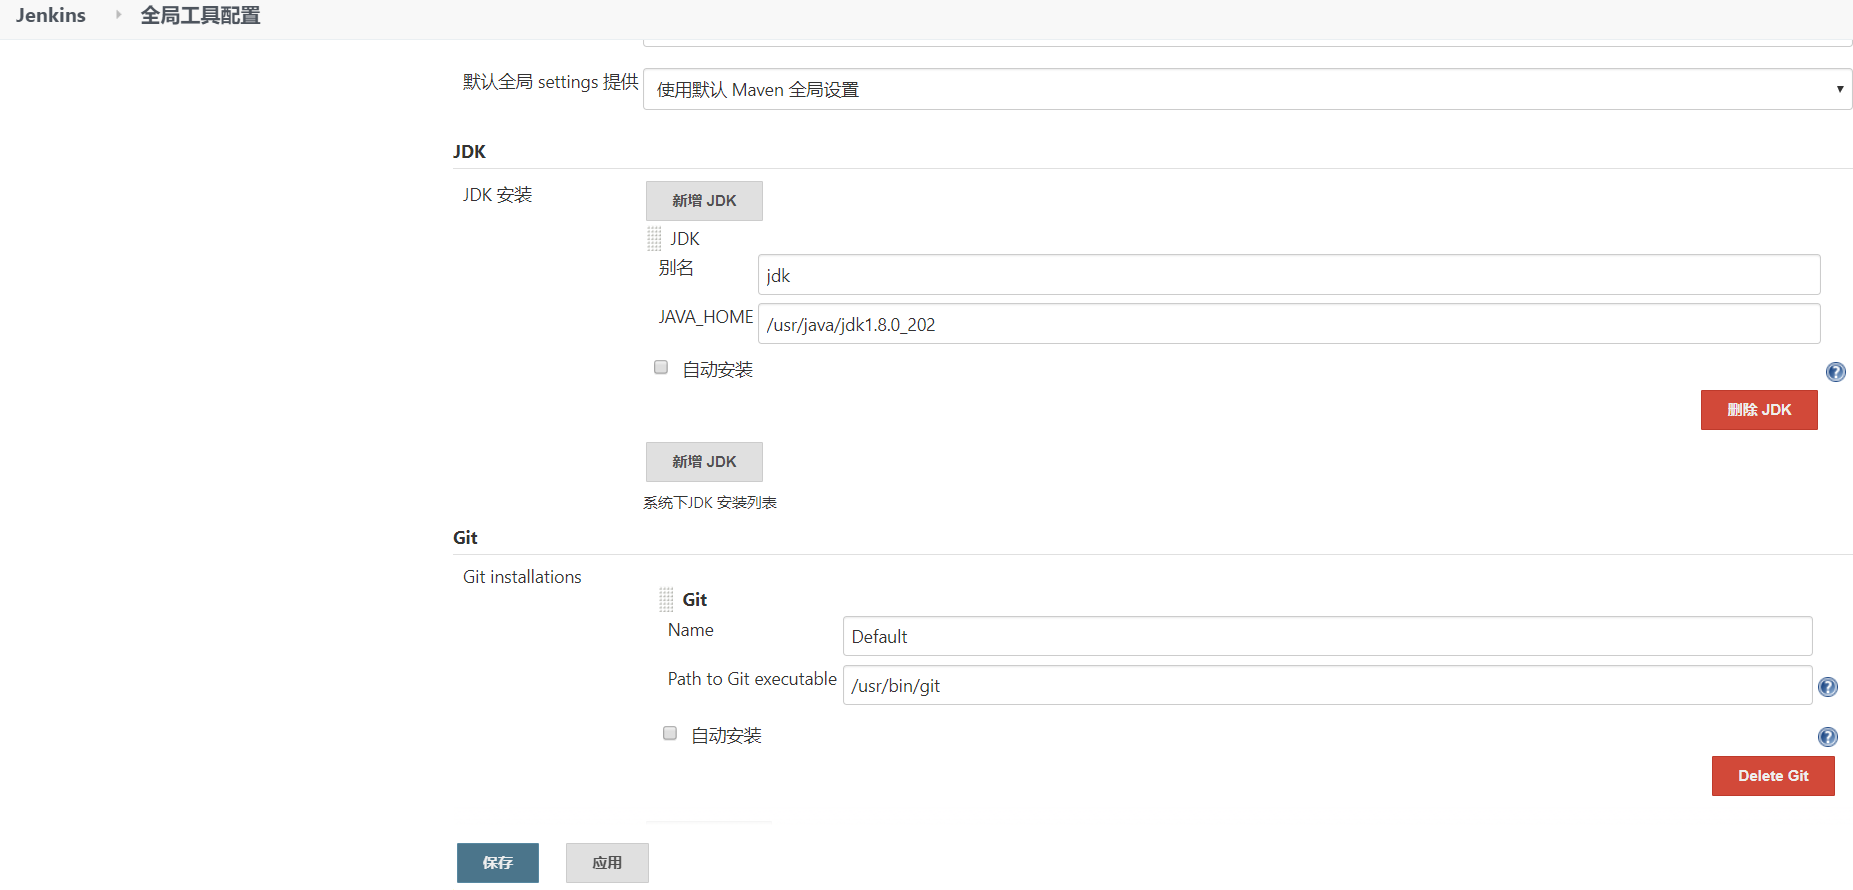 Jenkins 全局工具配置
默认全局 settings 提供 使用默认 Maven 全局设置
JDK
JDK 安装 新增 JDK
JDK
别名 jdk
JAVA_HOME /usr/java/jdk1.8.0_202
自动安装
删除 JDK
新增 JDK
系统下JDK 安装列表
Git
Git installations
Git
Name Default
Path to Git executable /usr/bin/git
自动安装
Delete Git
保存 应用